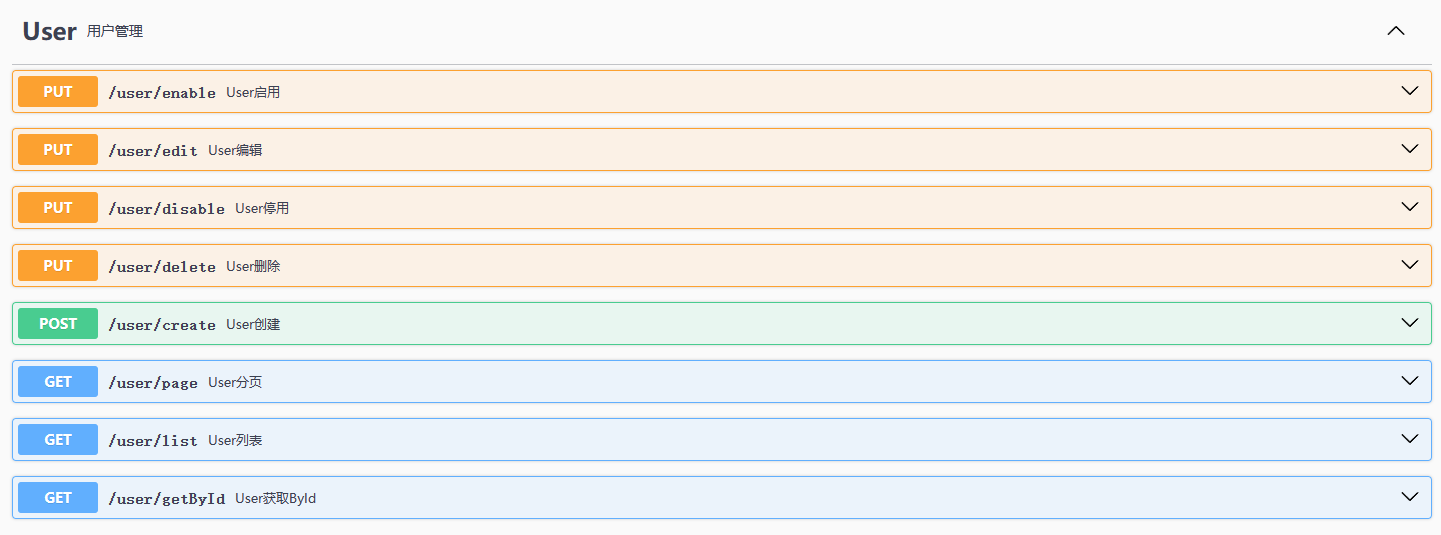 User 用户管理
PUT /user/enable User启用
PUT /user/edit User编辑
PUT /user/disable User停用
PUT /user/delete User删除
POST /user/create User创建
GET /user/page User分页
GET /user/list User列表
GET /user/getById User获取ById